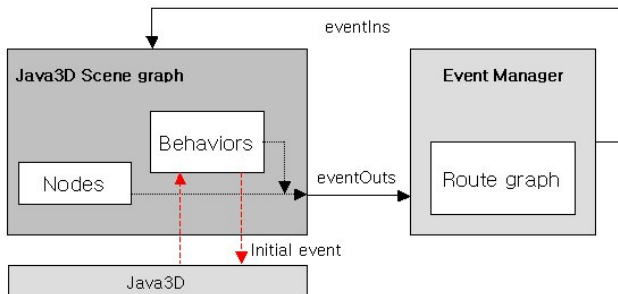 eventIns
Java3D Scene graph
Event Manager
Behaviors
Nodes
eventOuts
Route graph
Initial event
Java3D